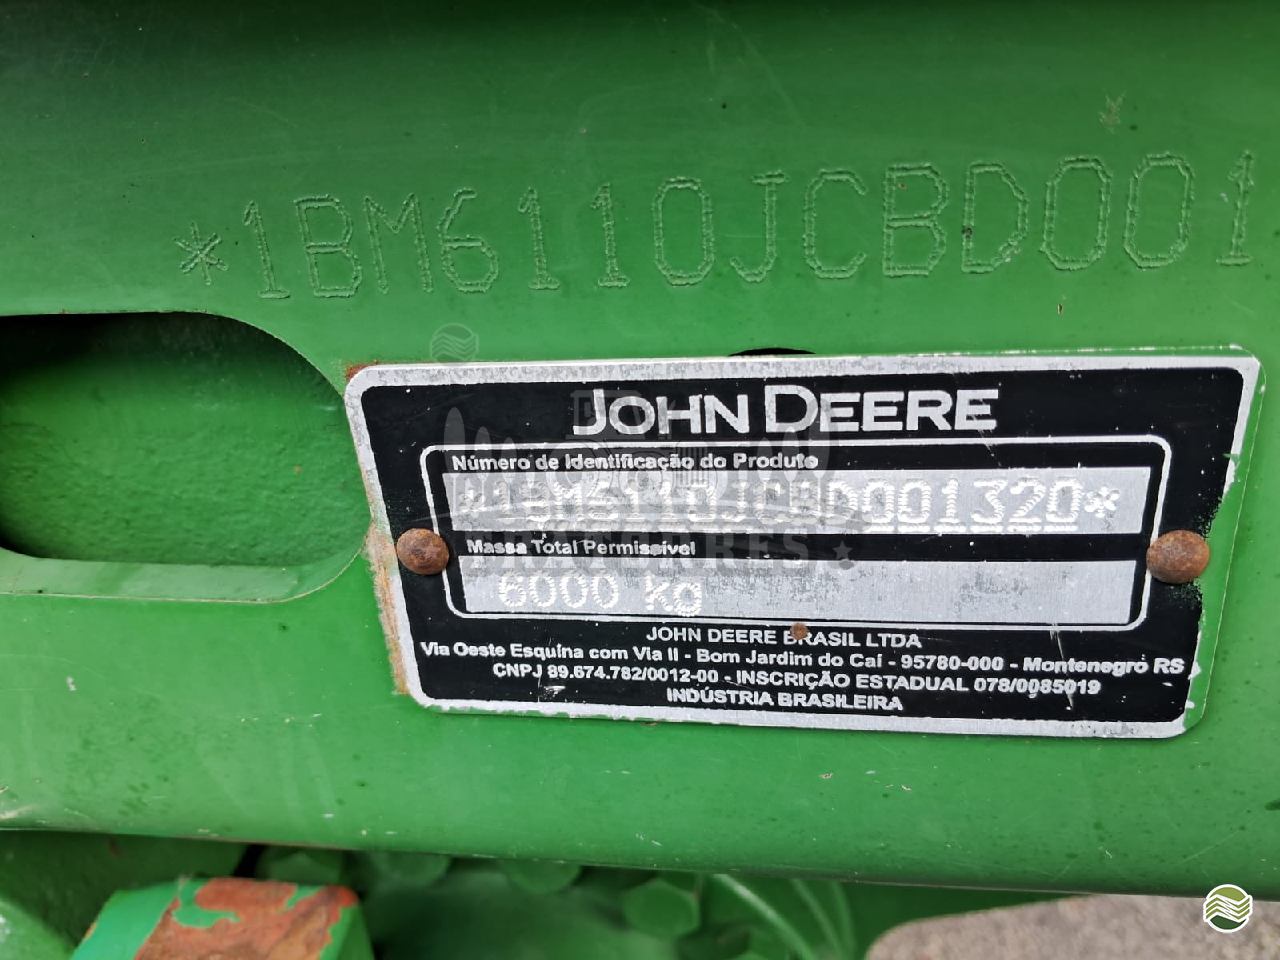 *1BM6110JCBD001
JOHN DEERE
Número de Identificação do Produto
*1BM6110JCBD001320*
Massa Total Permissível
6000 kg
JOHN DEERE BRASIL LTDA
Via Oeste Esquina com Via II - Bom Jardim do Caí - 95780-000 - Montenegro RS
CNPJ 89.674.782/0012-00 - INSCRIÇÃO ESTADUAL 078/0085019
INDÚSTRIA BRASILEIRA